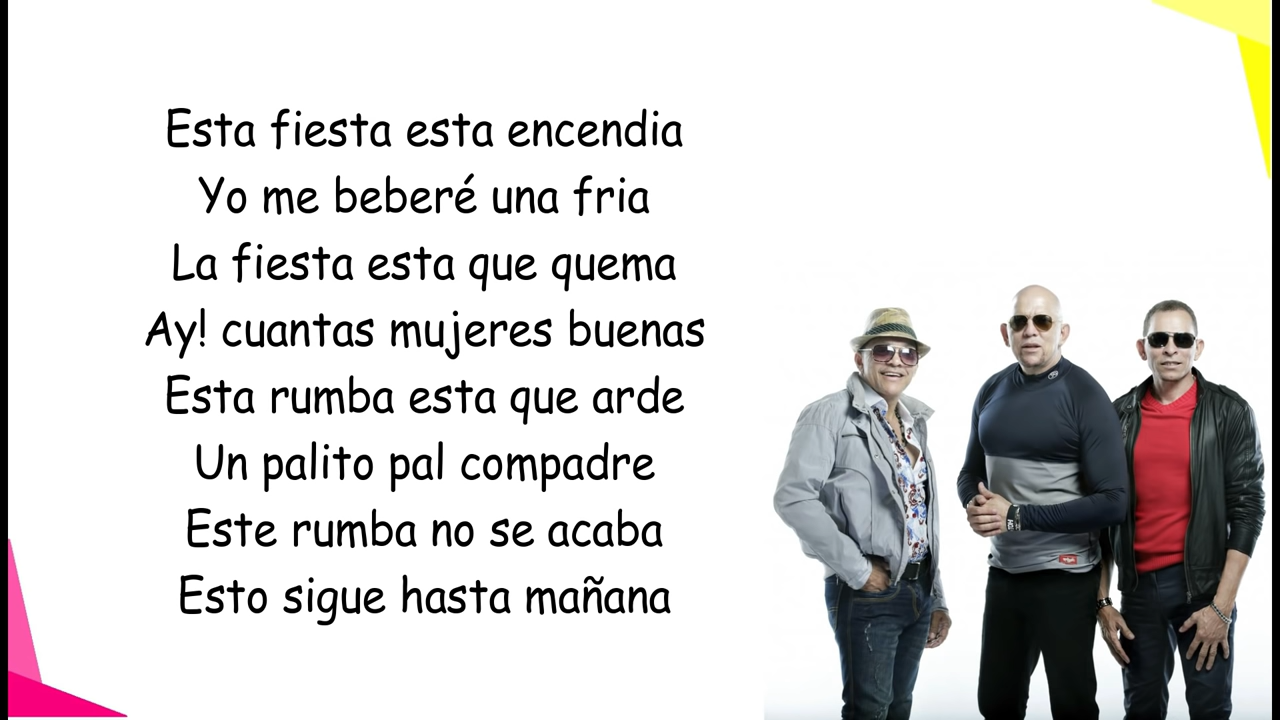 Esta fiesta esta encendia
Yo me beberé una fria
La fiesta esta que quema
Ay! cuantas mujeres buenas
Esta rumba esta que arde
Un palito pal compadre
Este rumba no se acaba
Esto sigue hasta mañana